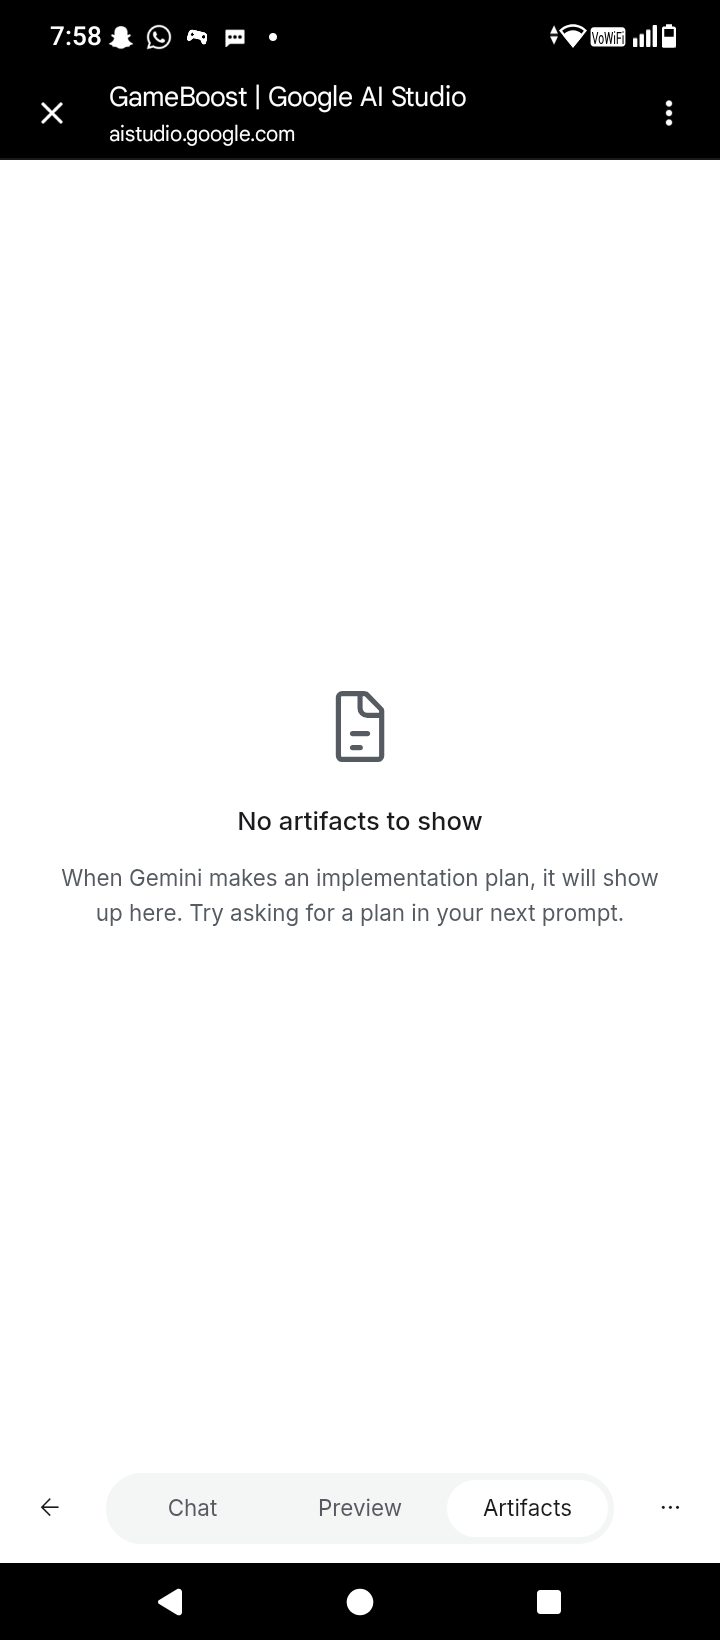 7:58
VoWiFi
GameBoost | Google AI Studio
aistudio.google.com
No artifacts to show
When Gemini makes an implementation plan, it will show
up here. Try asking for a plan in your next prompt.
Chat
Preview
Artifacts